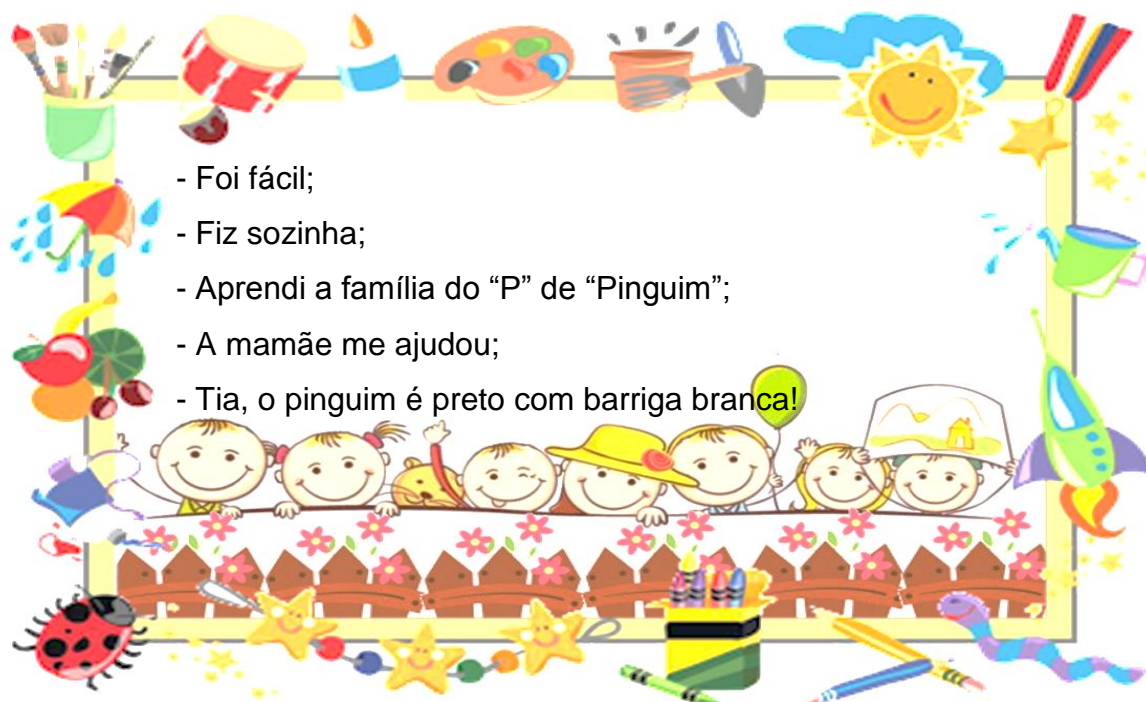 - Foi fácil;
- Fiz sozinha;
- Aprendi a família do “P” de “Pinguim”;
- A mamãe me ajudou;
- Tia, o pinguim é preto com barriga branca!